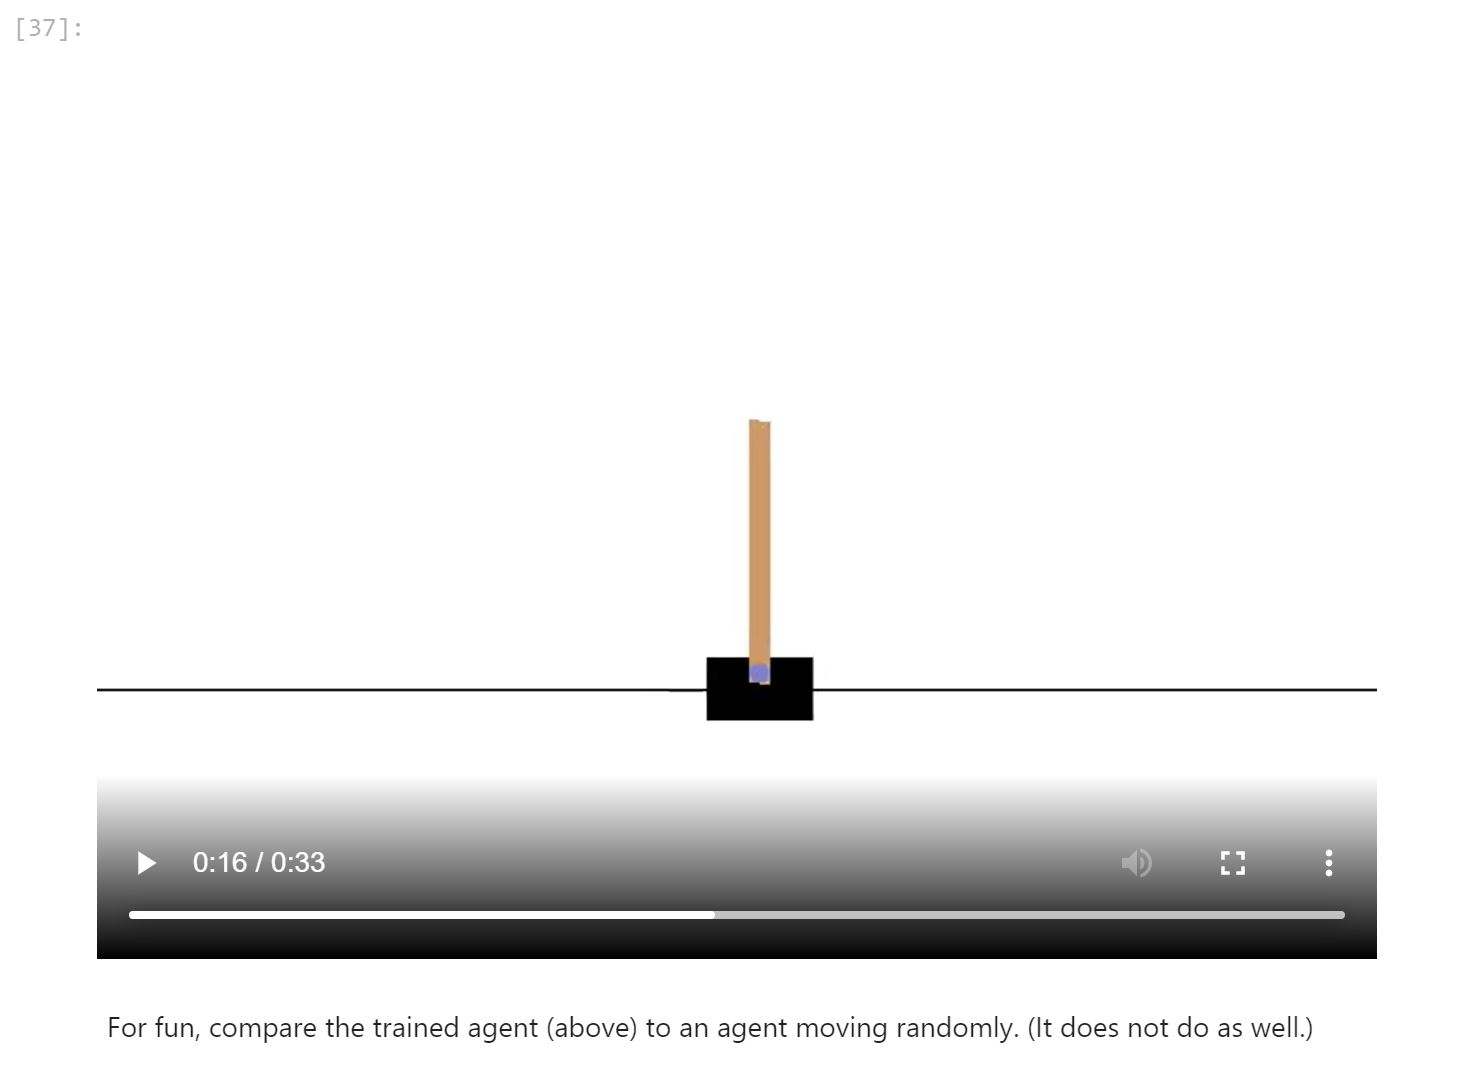 [37]:
0:16 / 0:33
For fun, compare the trained agent (above) to an agent moving randomly. (It does not do as well.)